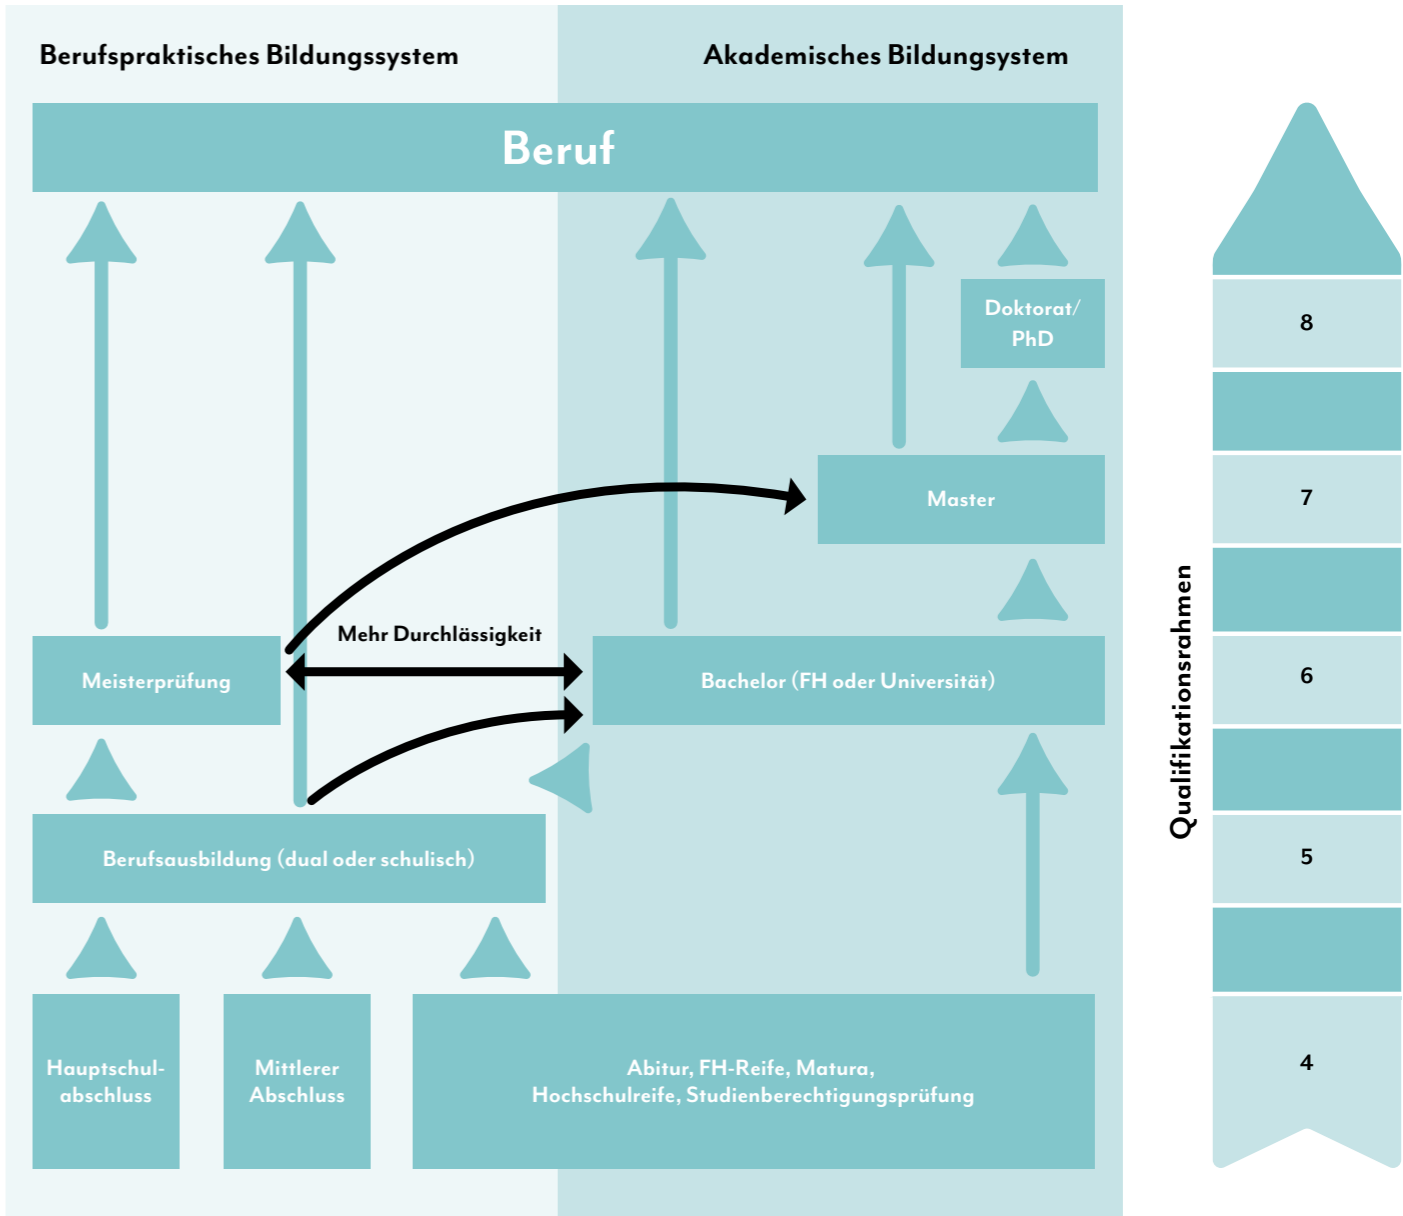 Berufspraktisches Bildungssystem
Akademisches Bildungsystem
Beruf
Doktorat/
PhD
Master
Mehr Durchlässigkeit
Meisterprüfung
Bachelor (FH oder Universität)
Berufsausbildung (dual oder schulisch)
Hauptschul-
abschluss
Mittlerer
Abschluss
Abitur, FH-Reife, Matura,
Hochschulreife, Studienberechtigungsprüfung
Qualifikationsrahmen
8
7
6
5
4